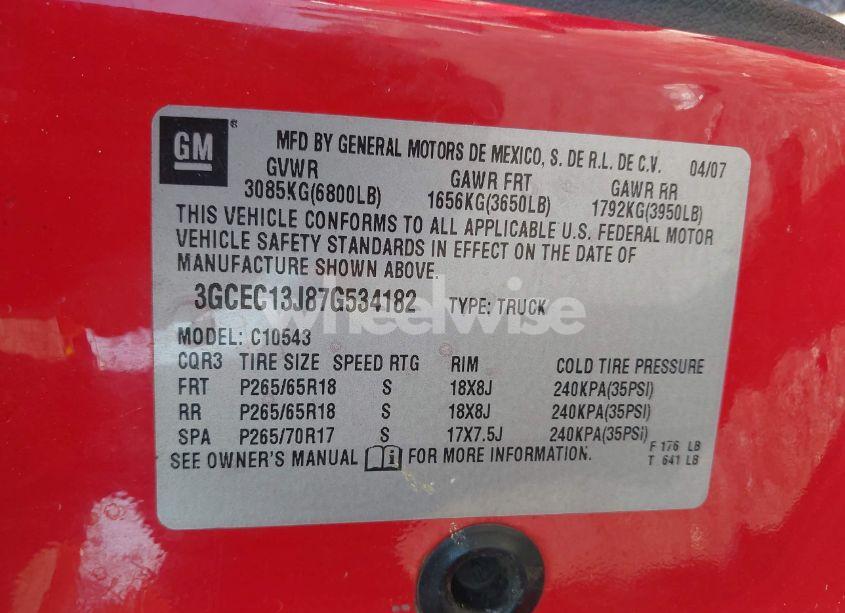 GM
MFD BY GENERAL MOTORS DE MEXICO, S. DE R.L. DE C.V. 04/07
GVWR GAWR FRT GAWR RR
3085KG(6800LB) 1656KG(3650LB) 1792KG(3950LB)
THIS VEHICLE CONFORMS TO ALL APPLICABLE U.S. FEDERAL MOTOR
VEHICLE SAFETY STANDARDS IN EFFECT ON THE DATE OF
MANUFACTURE SHOWN ABOVE.
3GCEC13J87G534182 TYPE: TRUCK
wheelwise
MODEL: C10543
CQR3 TIRE SIZE SPEED RTG RIM COLD TIRE PRESSURE
FRT P265/65R18 S 18X8J 240KPA(35PSI)
RR P265/65R18 S 18X8J 240KPA(35PSI)
SPA P265/70R17 S 17X7.5J 240KPA(35PSi)
F 176 LB
SEE OWNER'S MANUAL i FOR MORE INFORMATION. T 641 LB